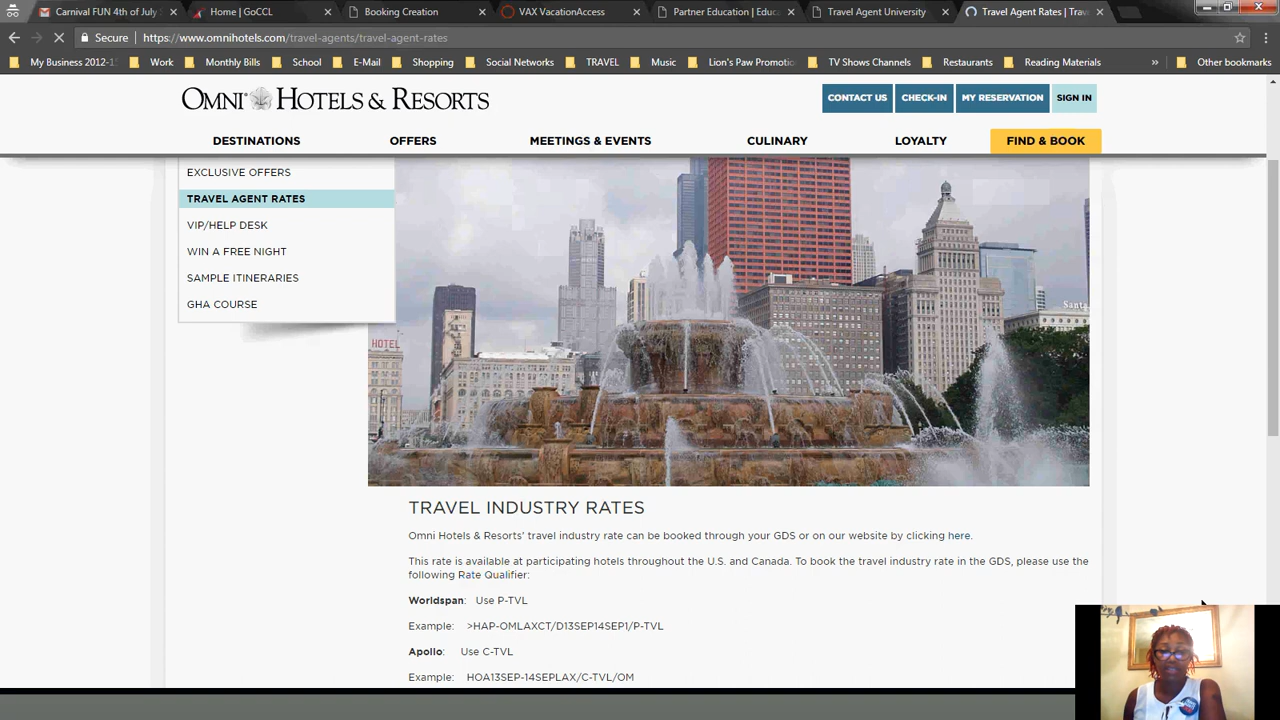 Carnival FUN 4th of July S
Home | GoCCL
Booking Creation
VAX VacationAccess
Partner Education | Educ
Travel Agent University
Travel Agent Rates | Trav
Secure
https://www.omnihotels.com/travel-agents/travel-agent-rates
My Business 2012-1
Work
Monthly Bills
School
E-Mail
Shopping
Social Networks
TRAVEL
Music
Lion's Paw Promotio
TV Shows Channels
Restaurants
Reading Materials
»
Other bookmarks
OMNI HOTELS & RESORTS
CONTACT US
CHECK-IN
MY RESERVATION
SIGN IN
DESTINATIONS
OFFERS
MEETINGS & EVENTS
CULINARY
LOYALTY
FIND & BOOK
EXCLUSIVE OFFERS
TRAVEL AGENT RATES
VIP/HELP DESK
WIN A FREE NIGHT
SAMPLE ITINERARIES
GHA COURSE
HOTEL
Santa
TRAVEL INDUSTRY RATES
Omni Hotels & Resorts' travel industry rate can be booked through your GDS or on our website by clicking here.
This rate is available at participating hotels throughout the U.S. and Canada. To book the travel industry rate in the GDS, please use the
following Rate Qualifier:
Worldspan: Use P-TVL
Example: >HAP-OMLAXCT/D13SEP14SEP1/P-TVL
Apollo: Use C-TVL
Example: HOA13SEP-14SEPLAX/C-TVL/OM